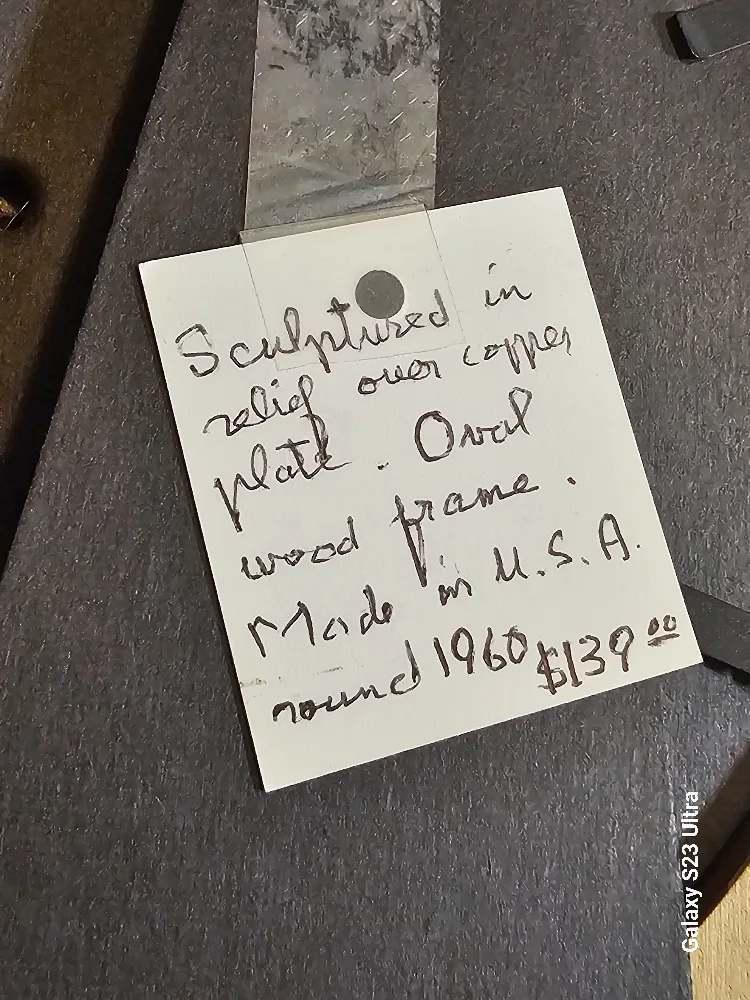 Sculptured in
relief over copper
plate. Oval
wood frame.
Made in U.S.A.
round 1960 $139.00
Galaxy S23 Ultra